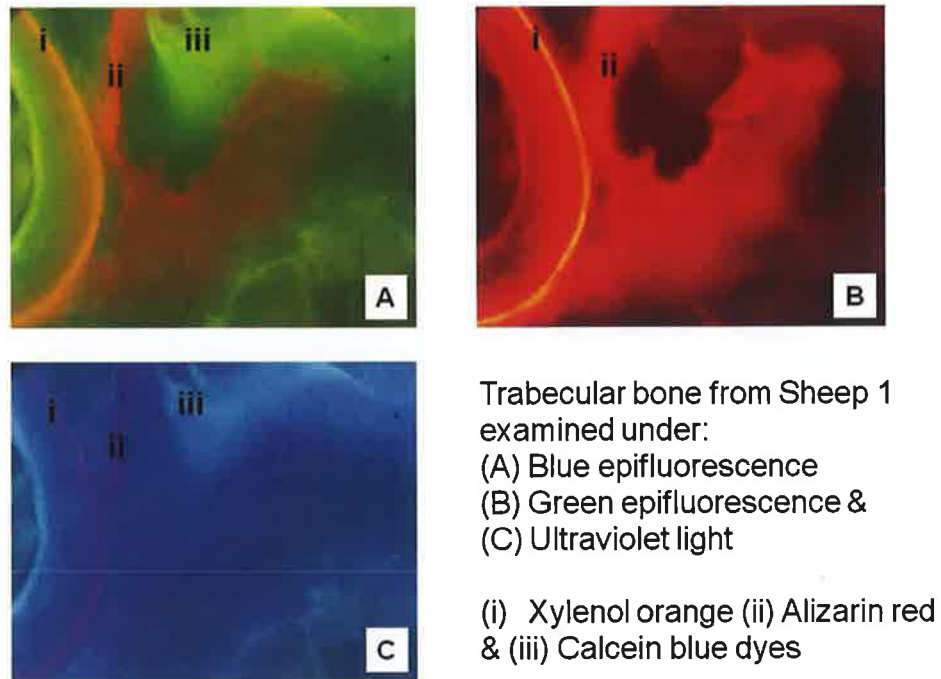 i
ii
iii
A
i
ii
B
i
ii
iii
C
Trabecular bone from Sheep 1
examined under:
(A) Blue epifluorescence
(B) Green epifluorescence &
(C) Ultraviolet light
(i) Xylenol orange (ii) Alizarin red
& (iii) Calcein blue dyes